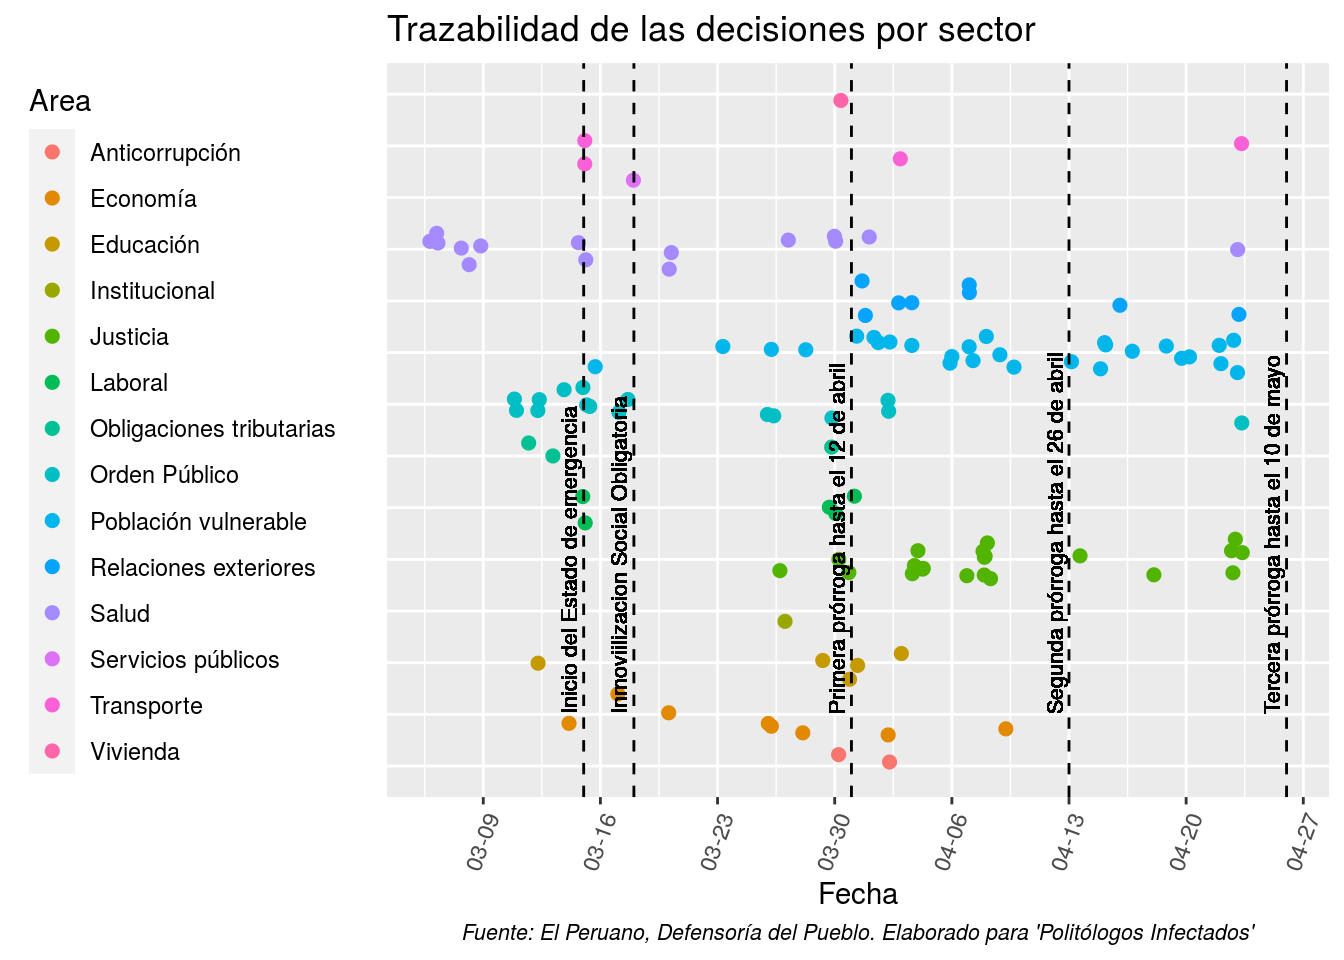 Trazabilidad de las decisiones por sector
Area
Anticorrupción
Economía
Educación
Institucional
Justicia
Laboral
Obligaciones tributarias
Orden Público
Población vulnerable
Relaciones exteriores
Salud
Servicios públicos
Transporte
Vivienda
Inicio del Estado de emergencia
Inmoviilizacion Social Obligatoria
Primera prórroga hasta el 12 de abril
Segunda prórroga hasta el 26 de abril
Tercera prórroga hasta el 10 de mayo
03-09
03-16
03-23
03-30
04-06
04-13
04-20
04-27
Fecha
Fuente: El Peruano, Defensoría del Pueblo. Elaborado para 'Politólogos Infectados'